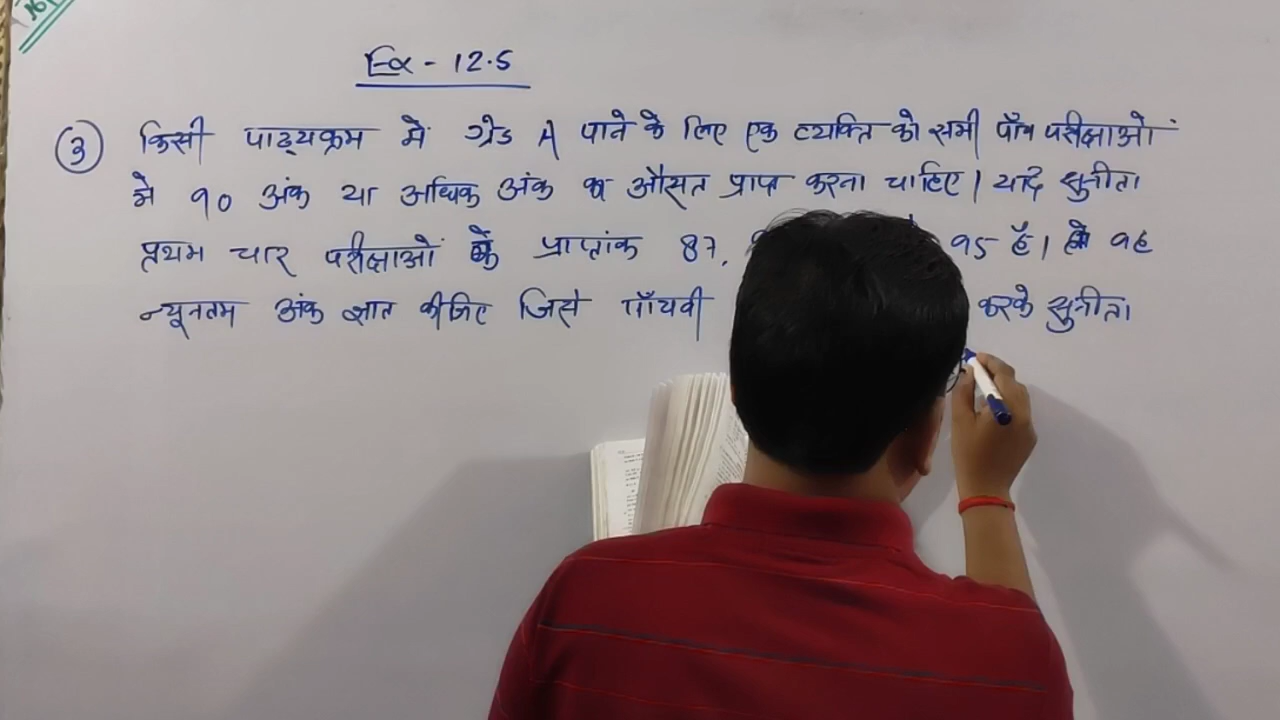 Ex - 12.5
③ किसी पाठ्यक्रम में ग्रेड A पाने के लिए एक व्यक्ति को सभी पाँच परीक्षाओं
मे 90 अंक या अधिक अंक का औसत प्राप्त करना चाहिए। यदि सुनीता
प्रथम चार परीक्षाओं के प्राप्तांक 87, 95 हैं। तो वह
न्यूनतम अंक ज्ञात कीजिए जिसे पाँचवी करके सुनीता